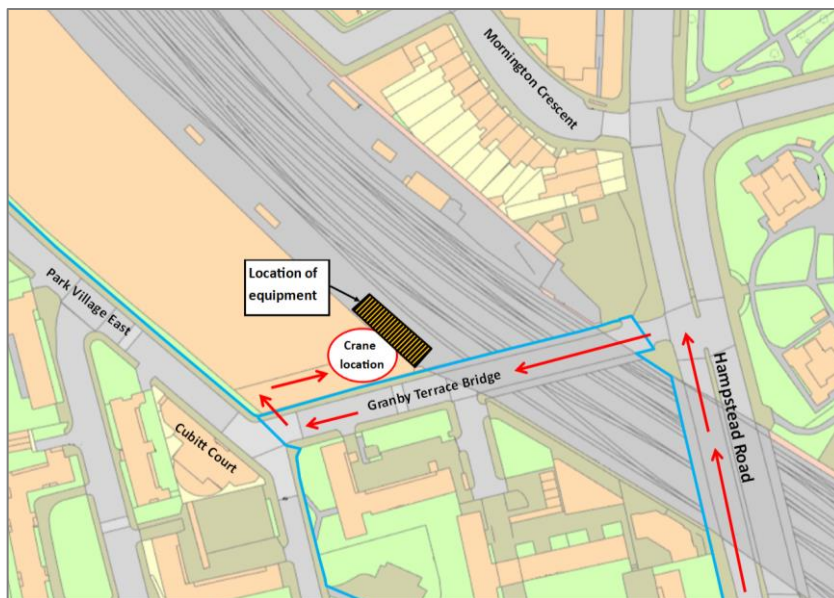 Mornington Crescent
Park Village East
Location of
equipment
Crane
location
Granby Terrace Bridge
Hampstead Road
Cubitt Court